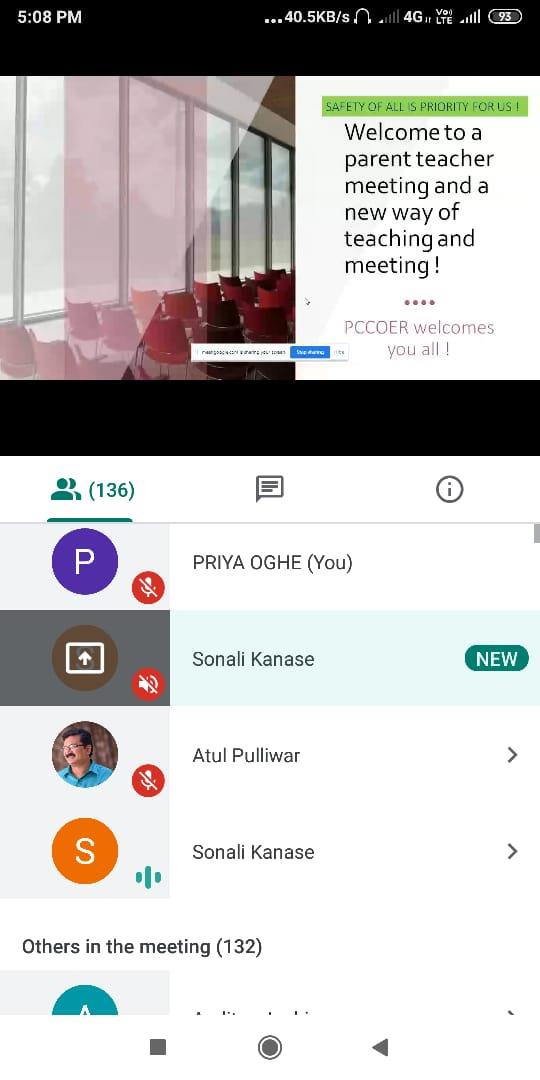 5:08 PM
...40.5KB/s
4G
Vo)
LTE
93
SAFETY OF ALL IS PRIORITY FOR US !
Welcome to a
parent teacher
meeting and a
new way of
teaching and
meeting !
PCCOER welcomes
you all !
meet.google.com is sharing your screen.
Stop sharing
Hide
(136)
P
PRIYA OGHE (You)
Sonali Kanase
NEW
Atul Pulliwar
S
Sonali Kanase
Others in the meeting (132)